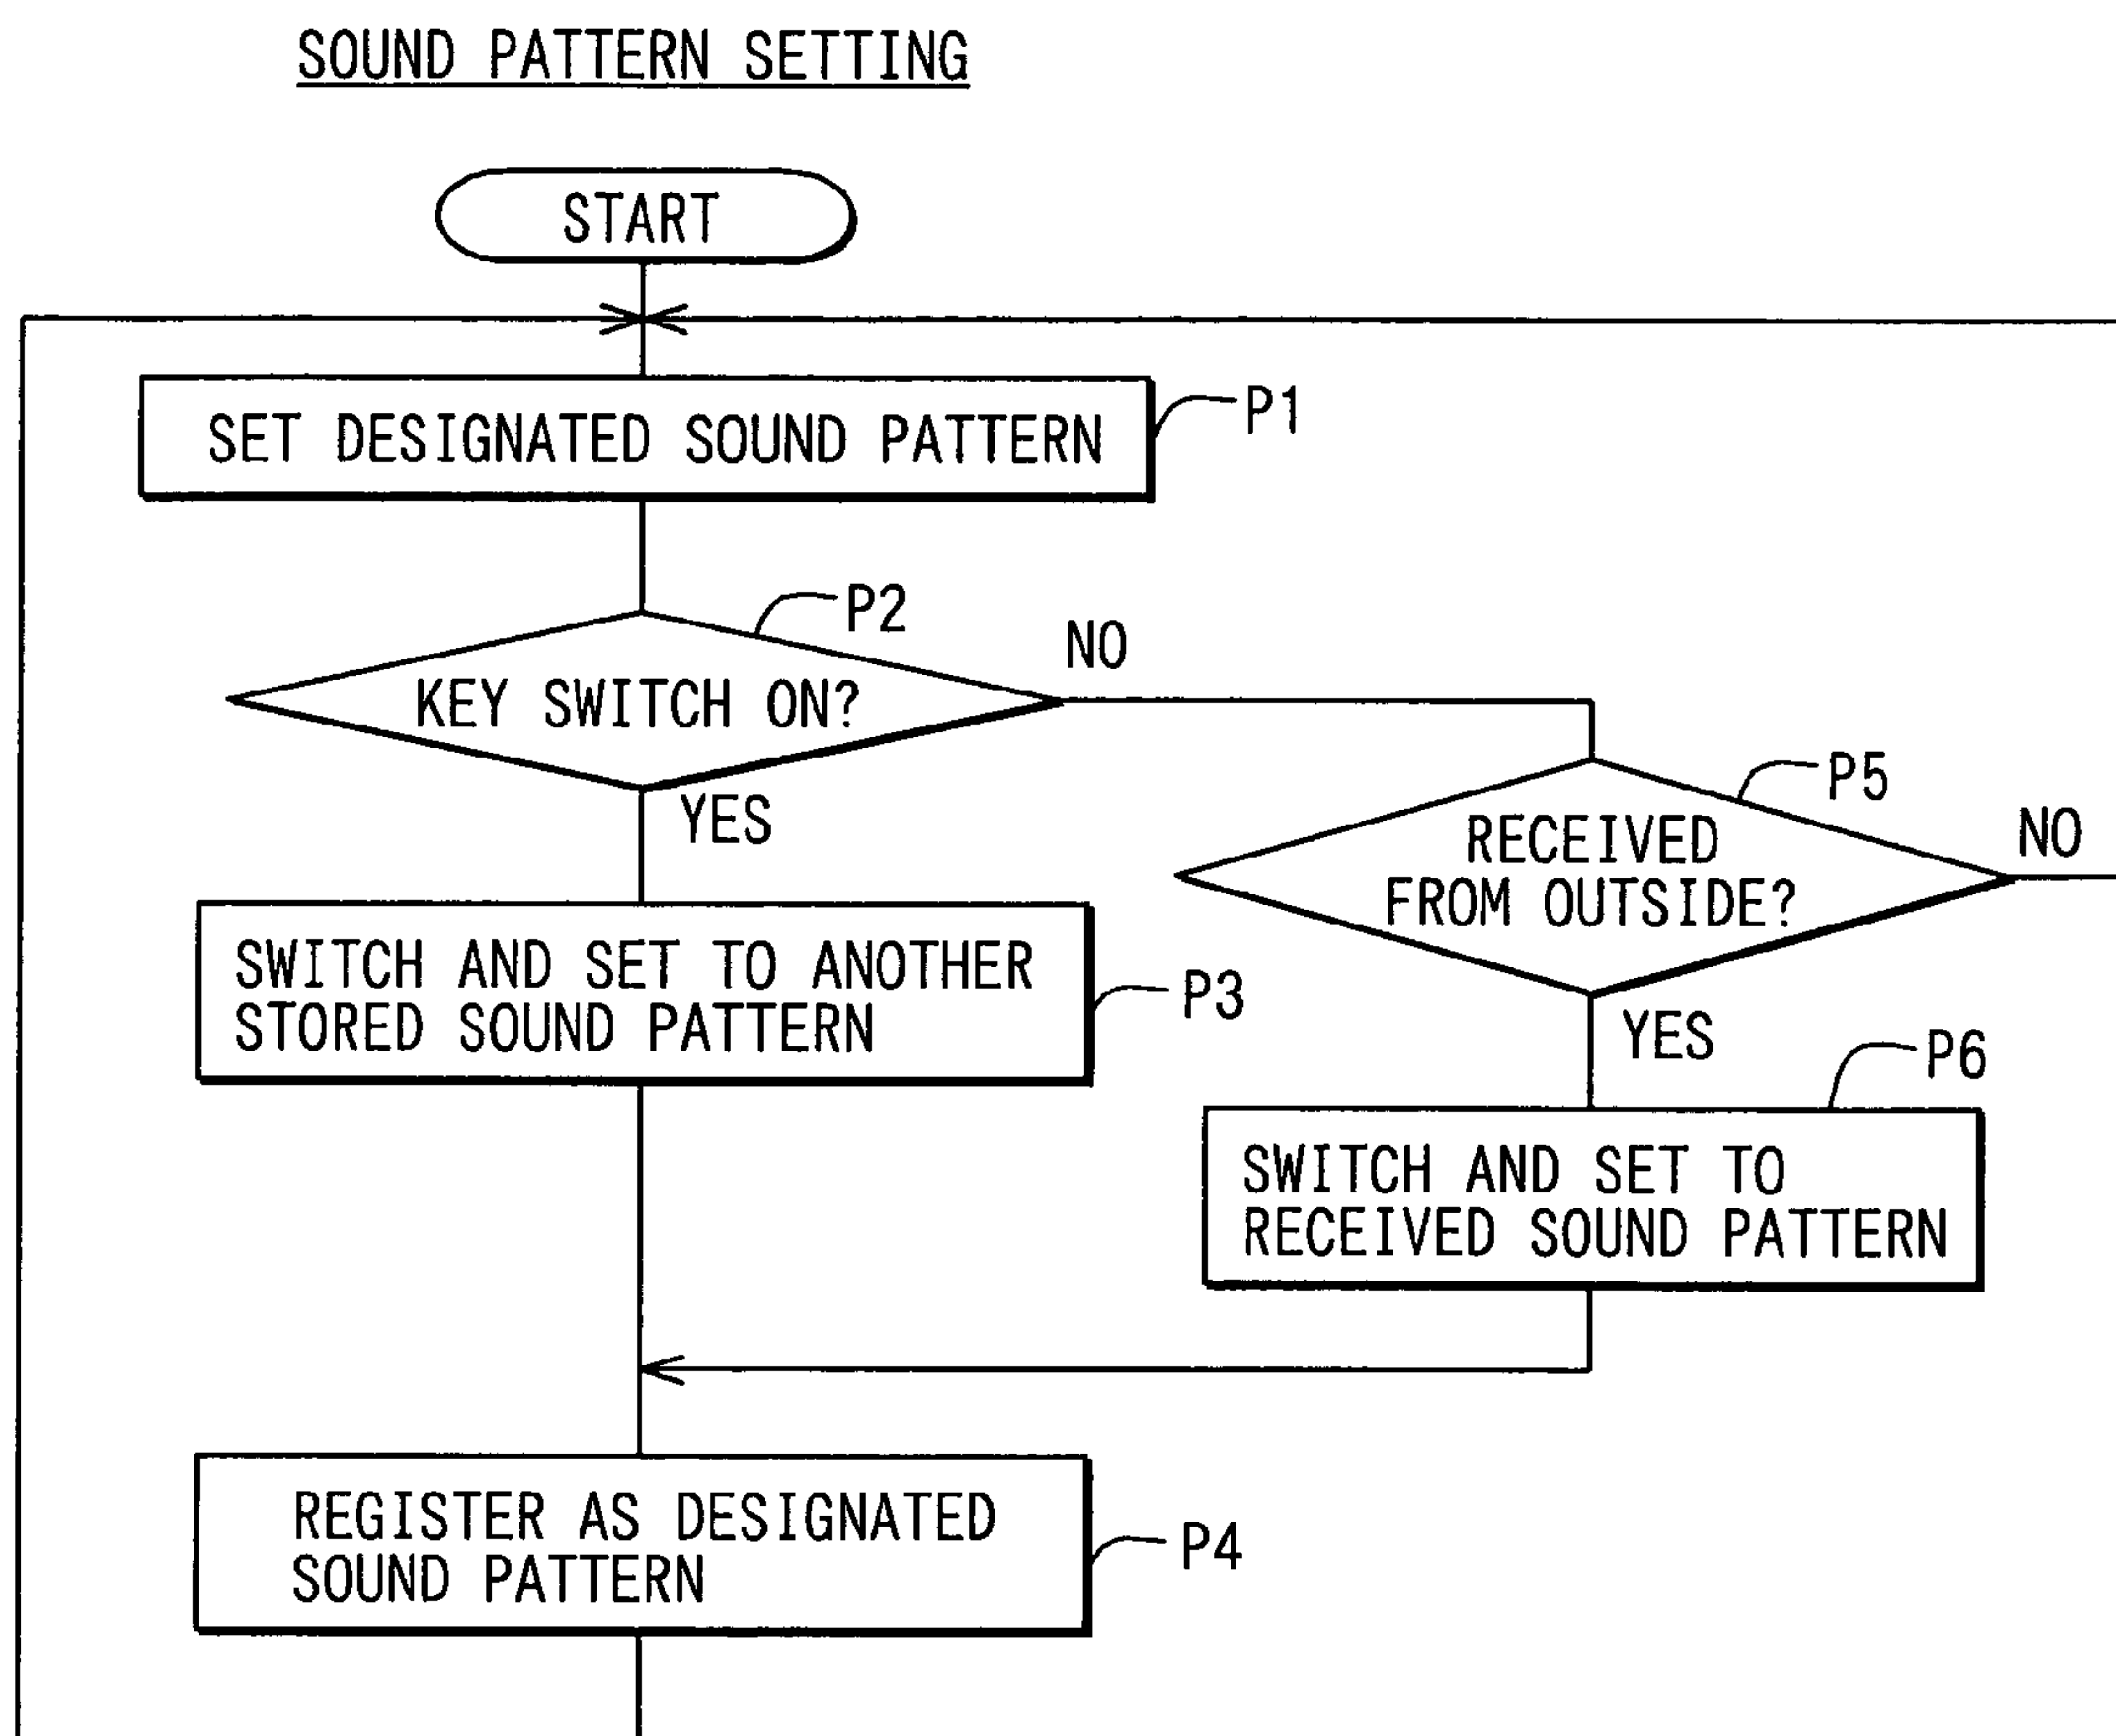 SOUND PATTERN SETTING
START
SET DESIGNATED SOUND PATTERN
P1
P2
KEY SWITCH ON?
NO
YES
P5
RECEIVED
FROM OUTSIDE?
NO
YES
SWITCH AND SET TO ANOTHER
STORED SOUND PATTERN
P3
P6
SWITCH AND SET TO
RECEIVED SOUND PATTERN
REGISTER AS DESIGNATED
SOUND PATTERN
P4